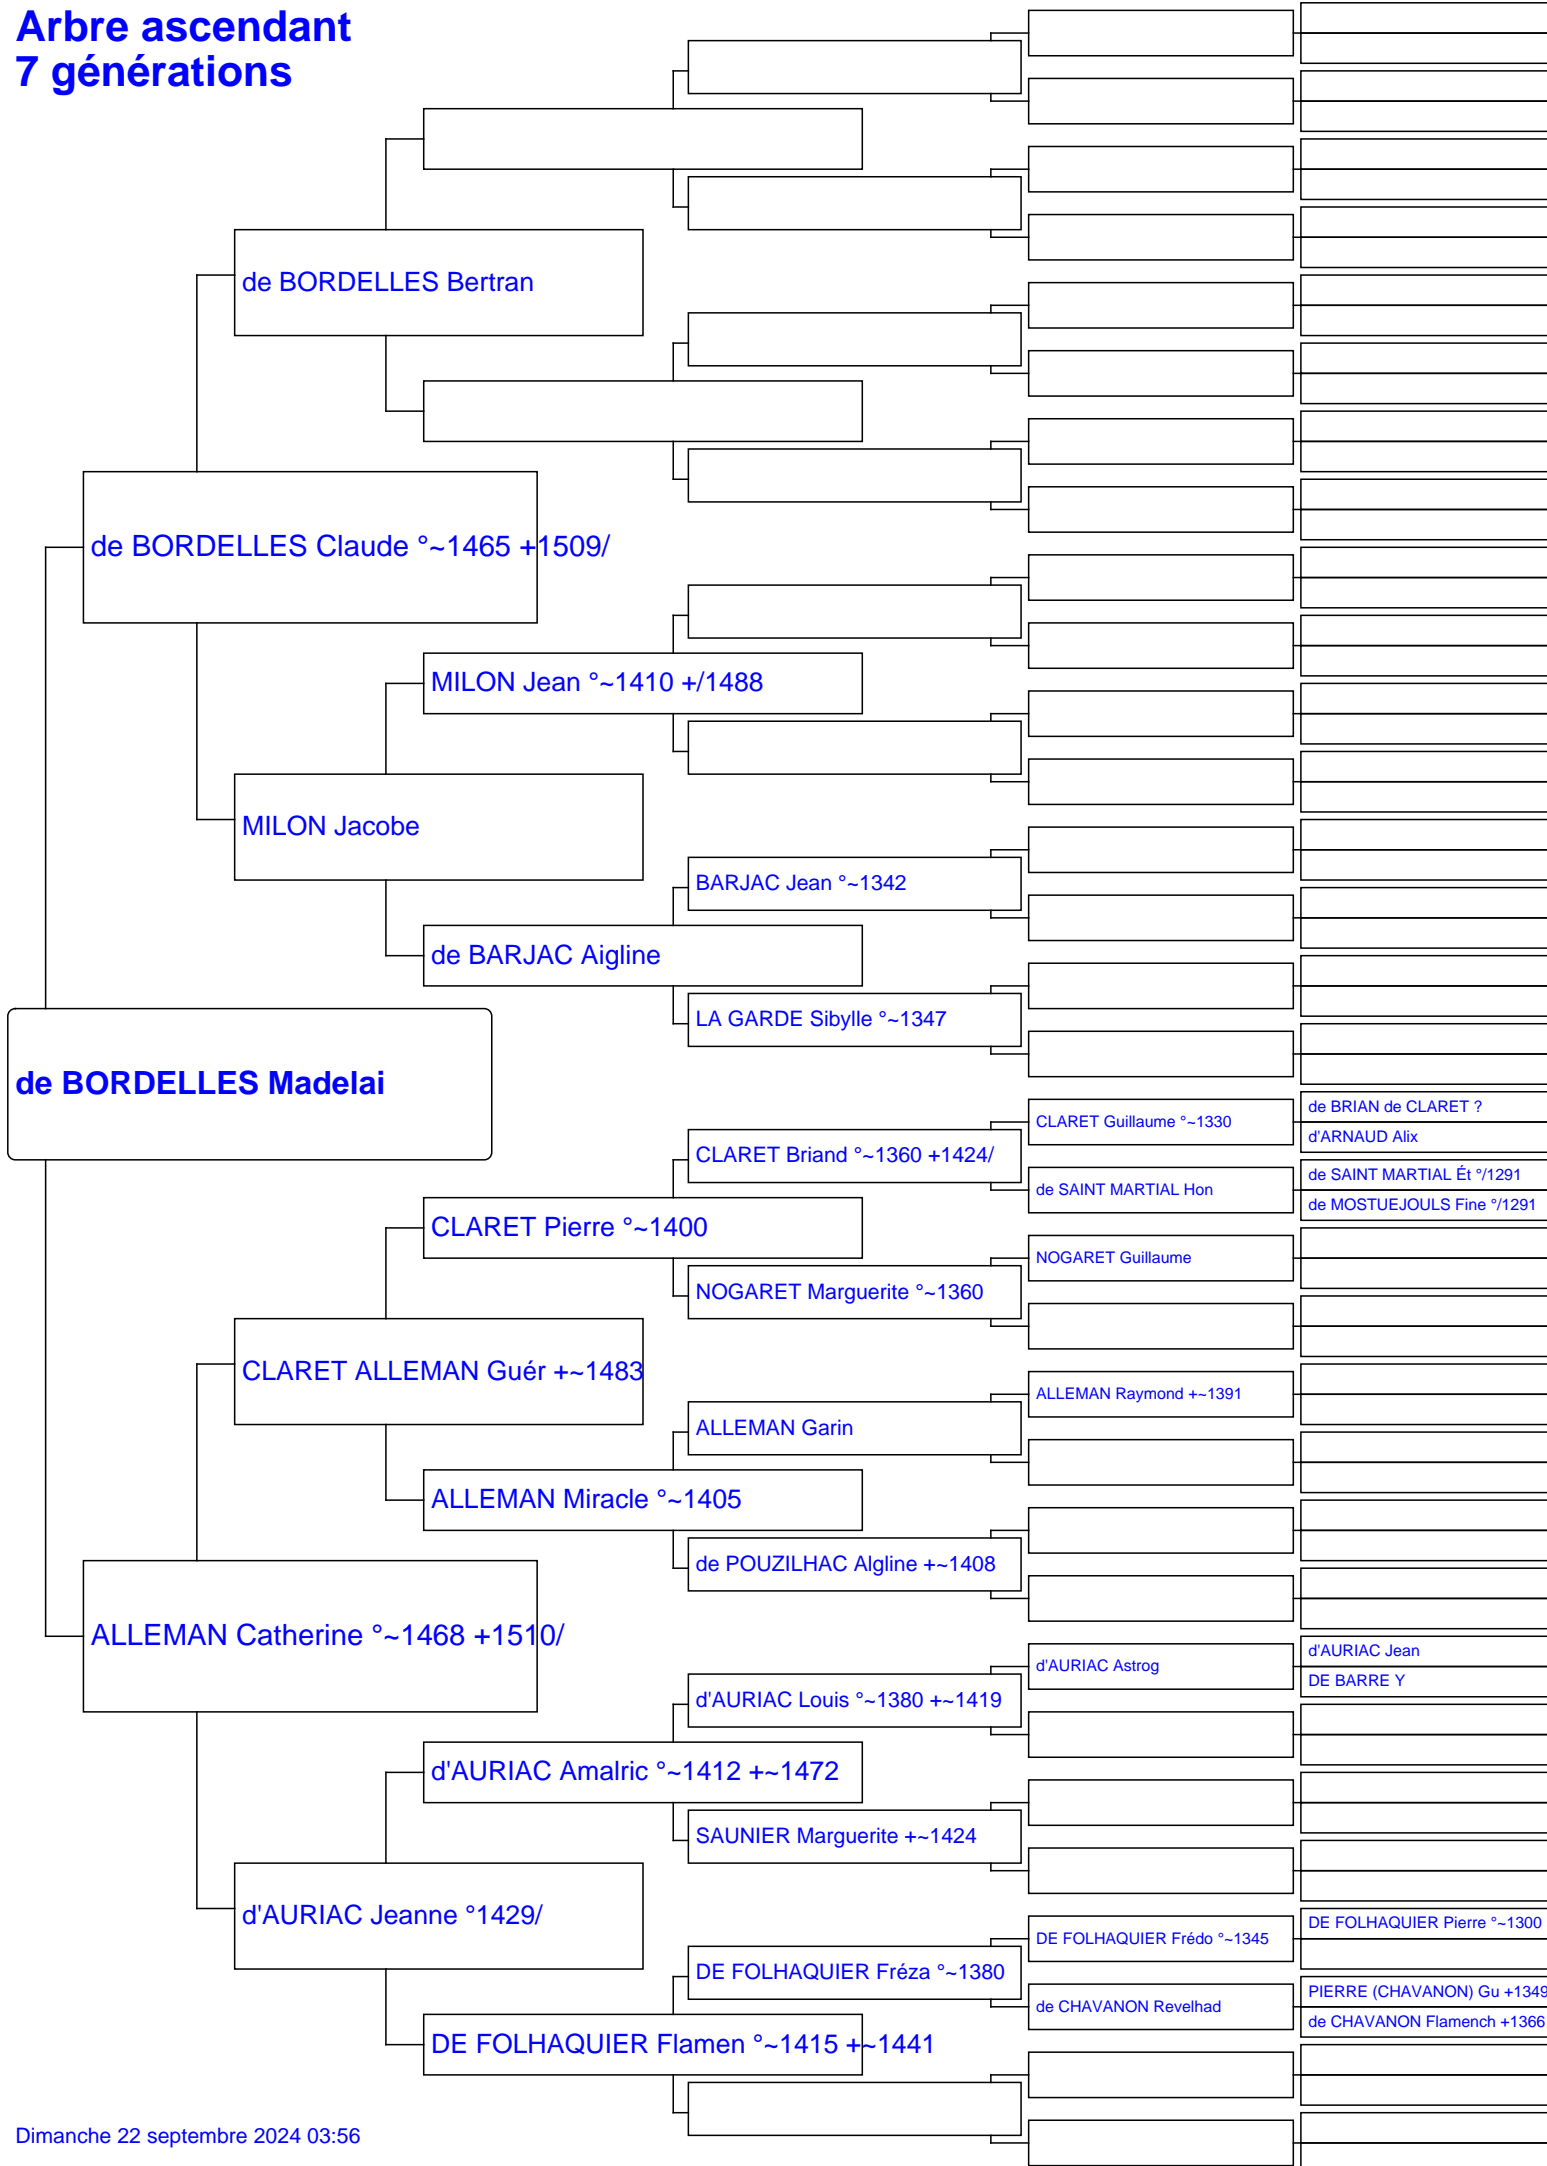 Arbre ascendant
7 générations
de BORDELLES Bertran
de BORDELLES Claude °~1465 +1509/
MILON Jean °~1410 +/1488
MILON Jacobe
BARJAC Jean °~1342
de BARJAC Aigline
LA GARDE Sibylle °~1347
de BORDELLES Madelai
CLARET Guillaume °~1330
de BRIAN de CLARET ?
d'ARNAUD Alix
CLARET Briand °~1360 +1424/
de SAINT MARTIAL Hon
de SAINT MARTIAL Ét °/1291
de MOSTUEJOULS Fine °/1291
CLARET Pierre °~1400
NOGARET Guillaume
NOGARET Marguerite °~1360
CLARET ALLEMAN Guér +~1483
ALLEMAN Raymond +~1391
ALLEMAN Garin
ALLEMAN Miracle °~1405
de POUZILHAC Algline +~1408
ALLEMAN Catherine °~1468 +1510/
d'AURIAC Astrog
d'AURIAC Jean
DE BARRE Y
d'AURIAC Louis °~1380 +~1419
d'AURIAC Amalric °~1412 +~1472
SAUNIER Marguerite +~1424
d'AURIAC Jeanne °1429/
DE FOLHAQUIER Frédo °~1345
DE FOLHAQUIER Pierre °~1300
DE FOLHAQUIER Fréza °~1380
de CHAVANON Revelhad
PIERRE (CHAVANON) Gu +1349
de CHAVANON Flamench +1366
DE FOLHAQUIER Flamen °~1415 +~1441
Dimanche 22 septembre 2024 03:56